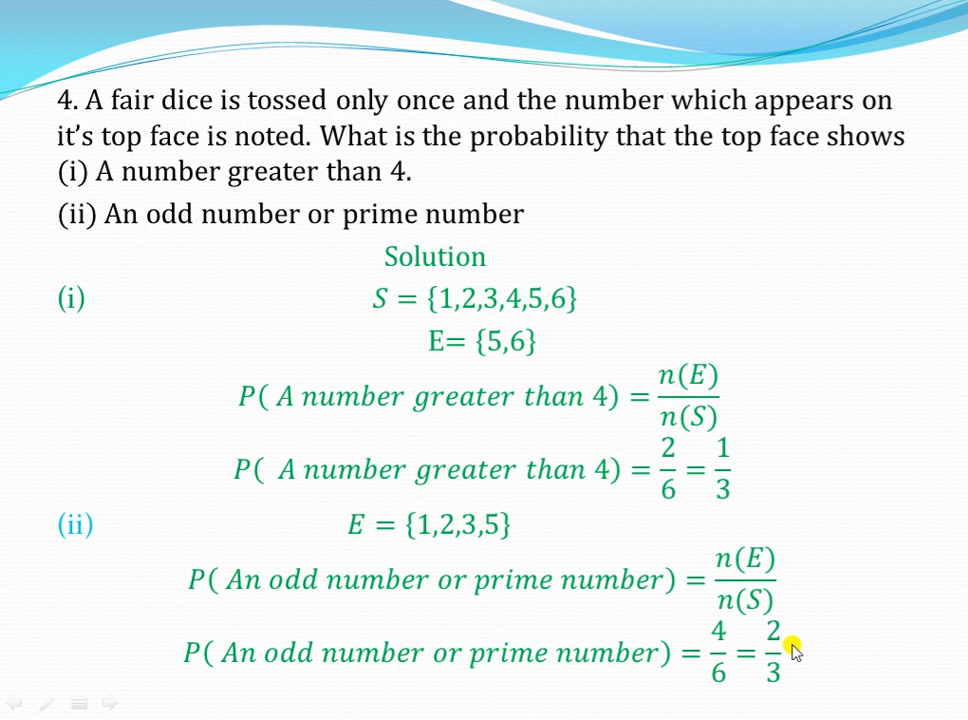 4. A fair dice is tossed only once and the number which appears on
it's top face is noted. What is the probability that the top face shows
(i) A number greater than 4.
(ii) An odd number or prime number
Solution
(i) S = {1,2,3,4,5,6}
E= {5,6}
P( A number greater than 4) = n(E)/n(S)
P( A number greater than 4) = 2/6 = 1/3
(ii) E = {1,2,3,5}
P( An odd number or prime number) = n(E)/n(S)
P( An odd number or prime number) = 4/6 = 2/3